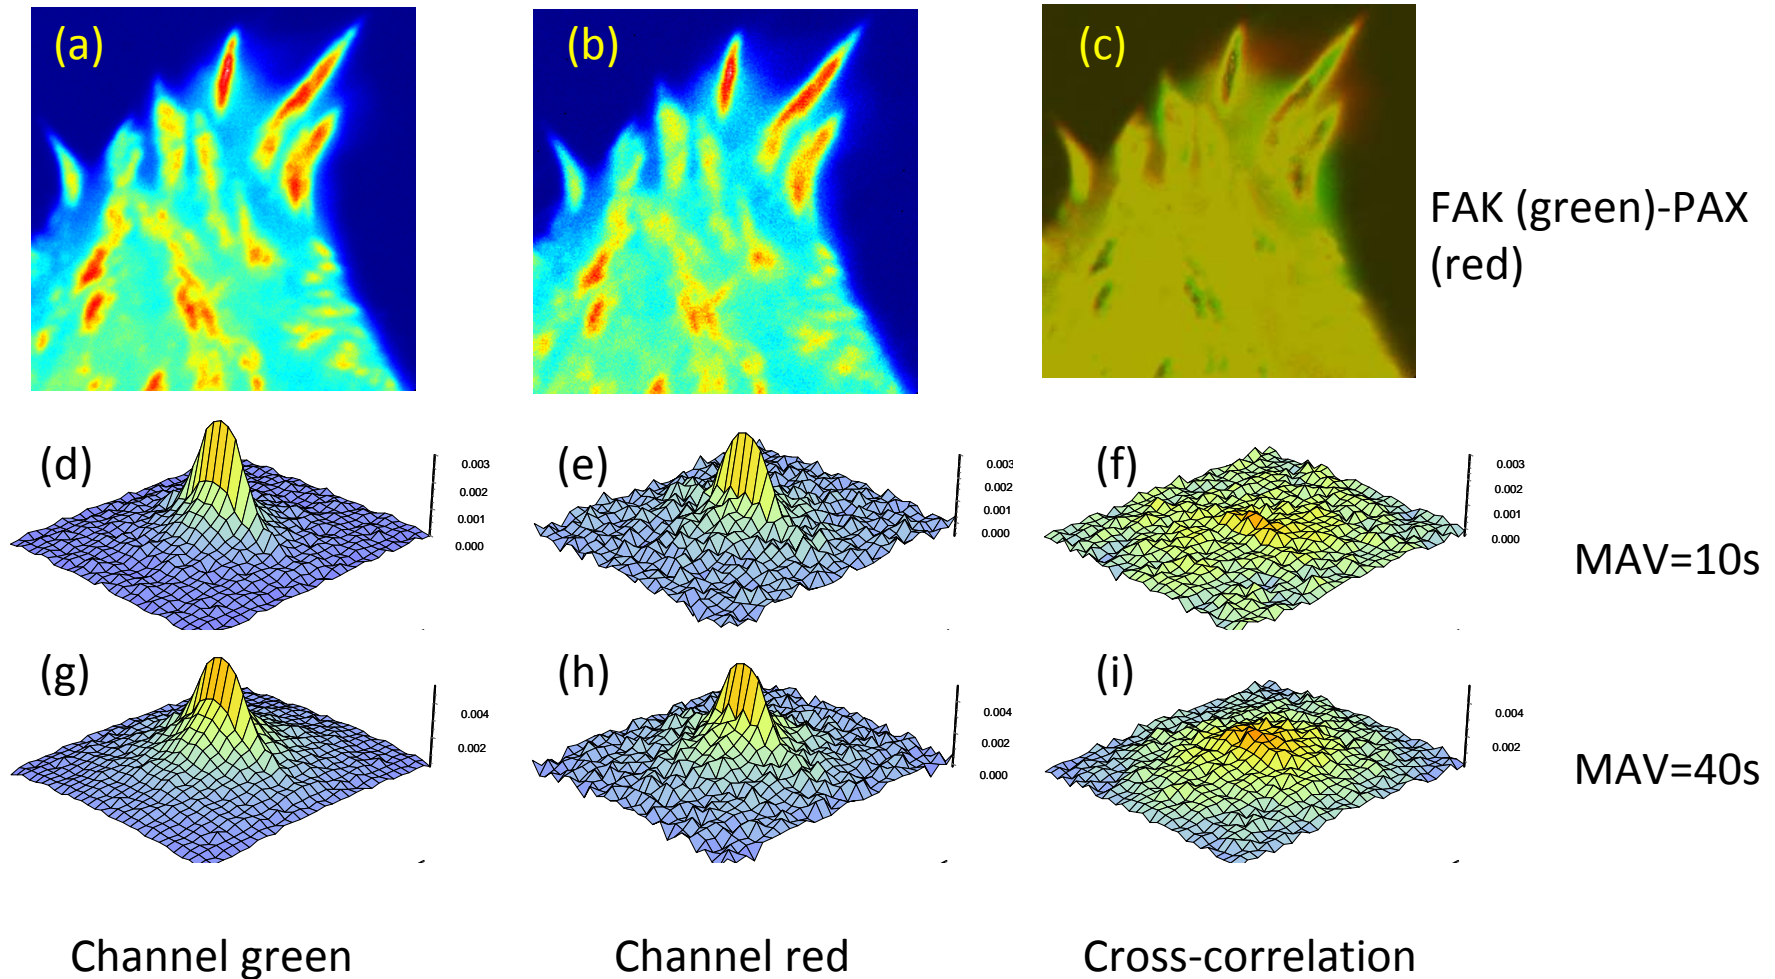 (a)
(b)
(c)
FAK (green)-PAX
(red)
(d)
0.003
0.002
0.001
0.000
(e)
0.003
0.002
0.001
0.000
(f)
0.003
0.002
0.001
0.000
MAV=10s
(g)
0.004
0.002
(h)
0.004
0.002
0.000
(i)
0.004
0.002
MAV=40s
Channel green
Channel red
Cross-correlation